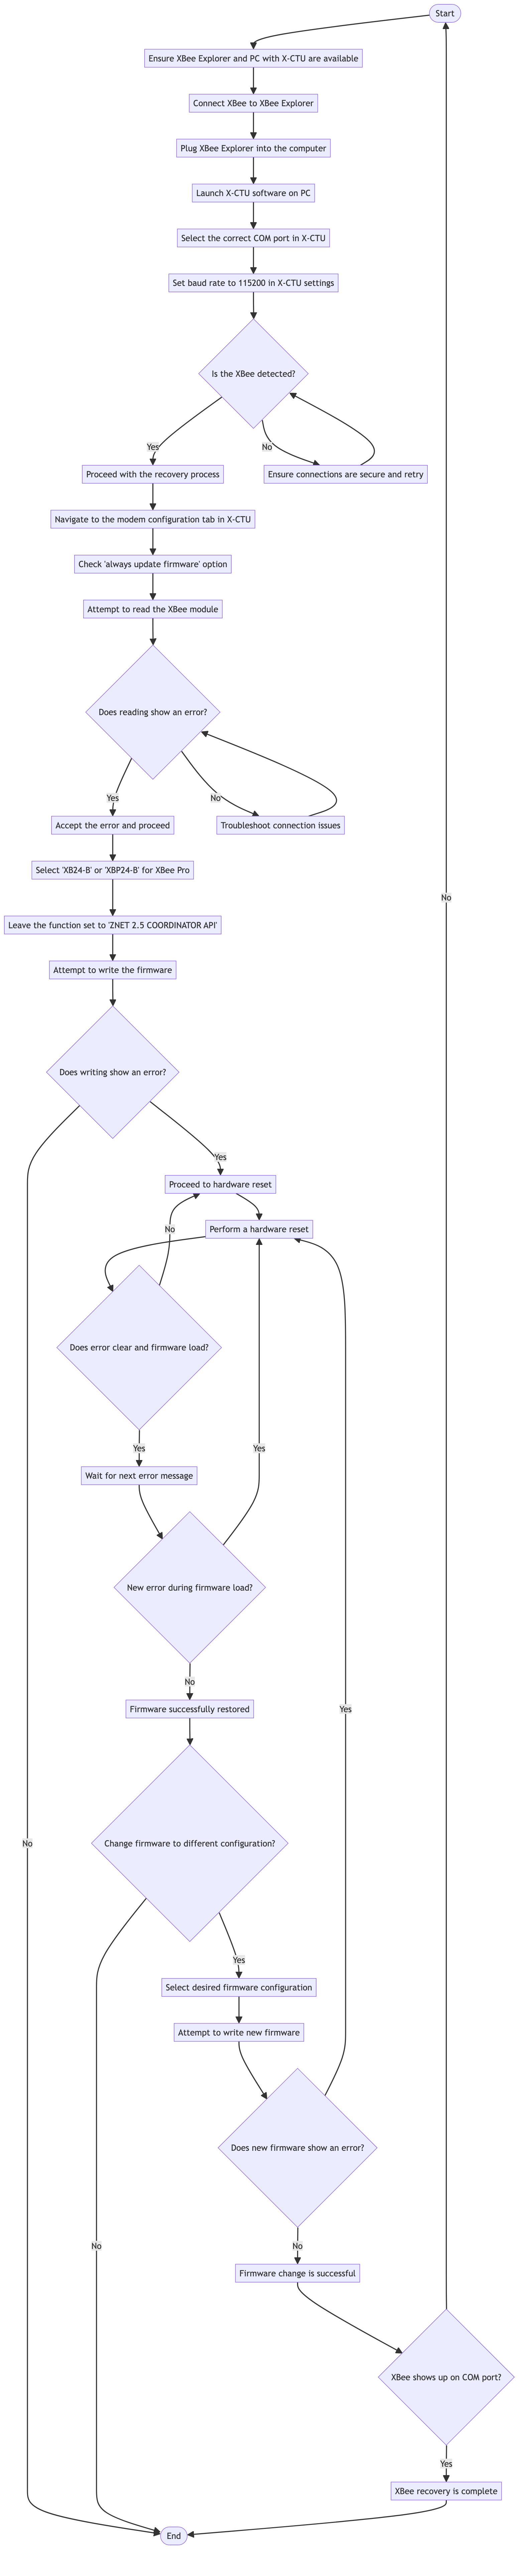 Start
Ensure XBee Explorer and PC with X-CTU are available
Connect XBee to XBee Explorer
Plug XBee Explorer into the computer
Launch X-CTU software on PC
Select the correct COM port in X-CTU
Set baud rate to 115200 in X-CTU settings
Is the XBee detected?
Yes
No
Proceed with the recovery process
Ensure connections are secure and retry
Navigate to the modem configuration tab in X-CTU
Check 'always update firmware' option
Attempt to read the XBee module
Does reading show an error?
Yes
No
Accept the error and proceed
Troubleshoot connection issues
Select 'XB24-B' or 'XBP24-B' for XBee Pro
No
Leave the function set to 'ZNET 2.5 COORDINATOR API'
Attempt to write the firmware
Does writing show an error?
Yes
Proceed to hardware reset
No
Perform a hardware reset
Does error clear and firmware load?
Yes
Yes
Wait for next error message
New error during firmware load?
No
Firmware successfully restored
Yes
Change firmware to different configuration?
No
Yes
Select desired firmware configuration
Attempt to write new firmware
Does new firmware show an error?
No
No
Firmware change is successful
XBee shows up on COM port?
Yes
XBee recovery is complete
End